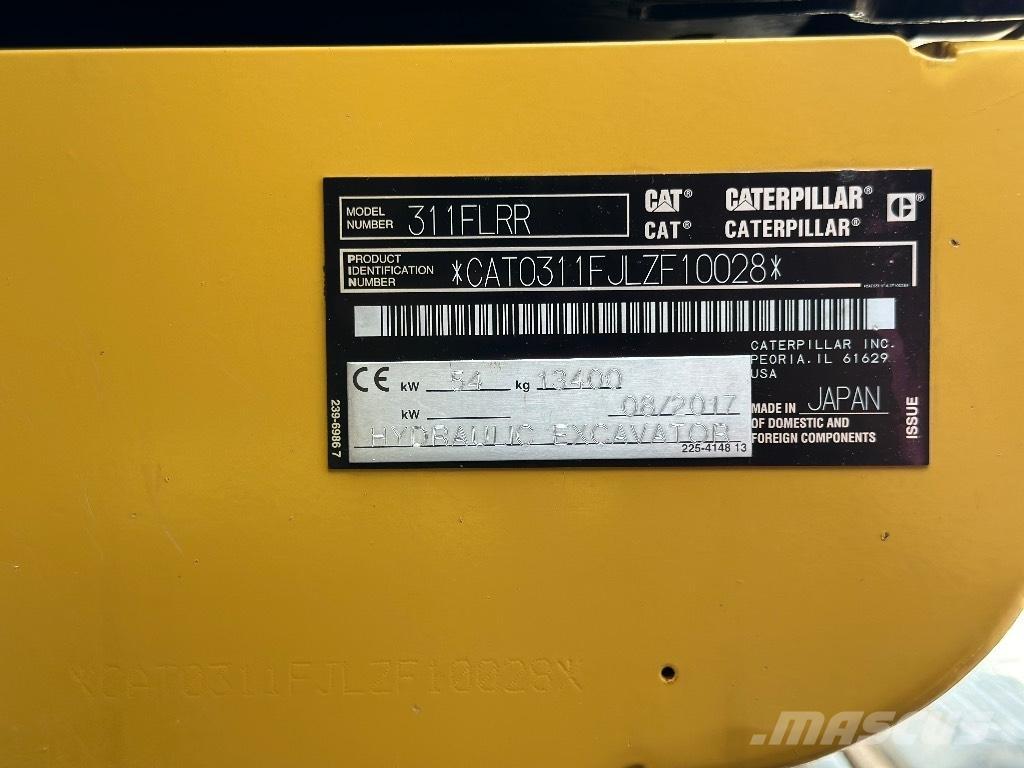 MODEL NUMBER 311FLRR
CAT® CATERPILLAR® C®
CAT® CATERPILLAR®
PRODUCT IDENTIFICATION NUMBER *CAT0311FJLZF10028*
CATERPILLAR INC.
PEORIA, IL 61629
USA
CE kW 54 kg 13400
kW 08/2017
HYDRAULIC EXCAVATOR
225-4148 13
MADE IN JAPAN
OF DOMESTIC AND
FOREIGN COMPONENTS
239-6986 7
ISSUE
*CAT0311FJLZF10028*
MASCUS